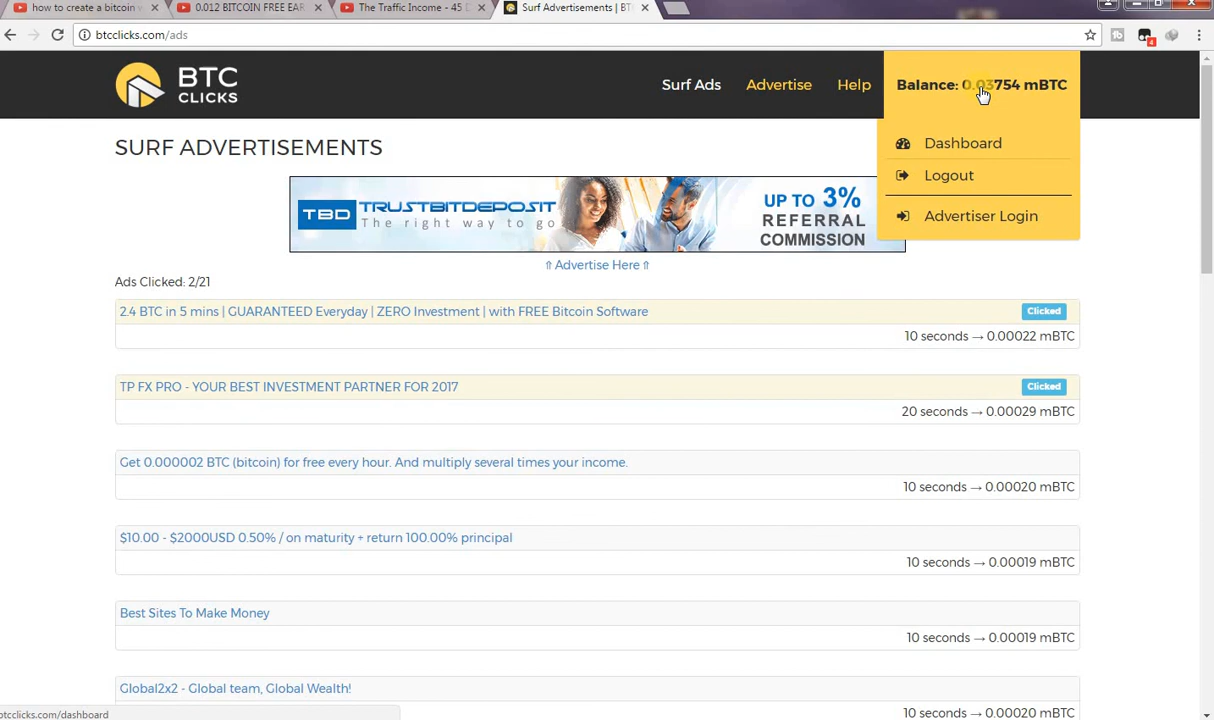 how to create a bitcoin
0.012 BITCOIN FREE EAR
The Traffic Income - 45 D
Surf Advertisements | BT
btcclicks.com/ads
4
BTC
CLICKS
Surf Ads
Advertise
Help
Balance: 0.03754 mBTC
Dashboard
Logout
Advertiser Login
SURF ADVERTISEMENTS
TBD TRUSTBITDEPOSIT
The right way to go
UP TO 3%
REFERRAL
COMMISSION
⇑ Advertise Here ⇑
Ads Clicked: 2/21
2.4 BTC in 5 mins | GUARANTEED Everyday | ZERO Investment | with FREE Bitcoin Software
Clicked
10 seconds → 0.00022 mBTC
TP FX PRO - YOUR BEST INVESTMENT PARTNER FOR 2017
Clicked
20 seconds → 0.00029 mBTC
Get 0.000002 BTC (bitcoin) for free every hour. And multiply several times your income.
10 seconds → 0.00020 mBTC
$10.00 - $2000USD 0.50% / on maturity + return 100.00% principal
10 seconds → 0.00019 mBTC
Best Sites To Make Money
10 seconds → 0.00019 mBTC
Global2x2 - Global team, Global Wealth!
10 seconds → 0.00020 mBTC
btcclicks.com/dashboard